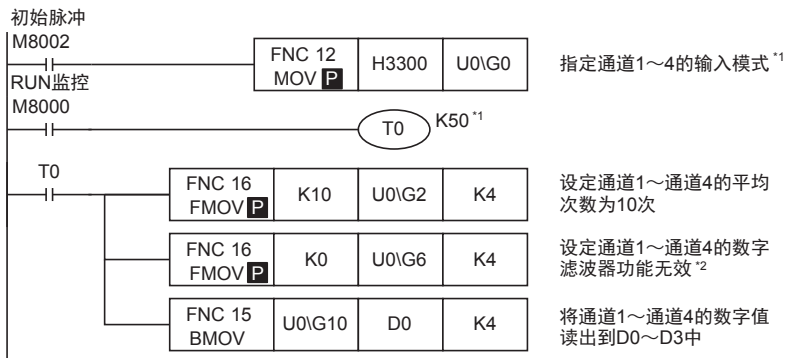 初始脉冲
M8002
FNC 12
MOV P
H3300
U0\G0
指定通道1～4的输入模式 *1
RUN监控
M8000
T0
K50 *1
T0
FNC 16
FMOV P
K10
U0\G2
K4
设定通道1～通道4的平均
次数为10次
FNC 16
FMOV P
K0
U0\G6
K4
设定通道1～通道4的数字
滤波器功能无效 *2
FNC 15
BMOV
U0\G10
D0
K4
将通道1～通道4的数字值
读出到D0～D3中